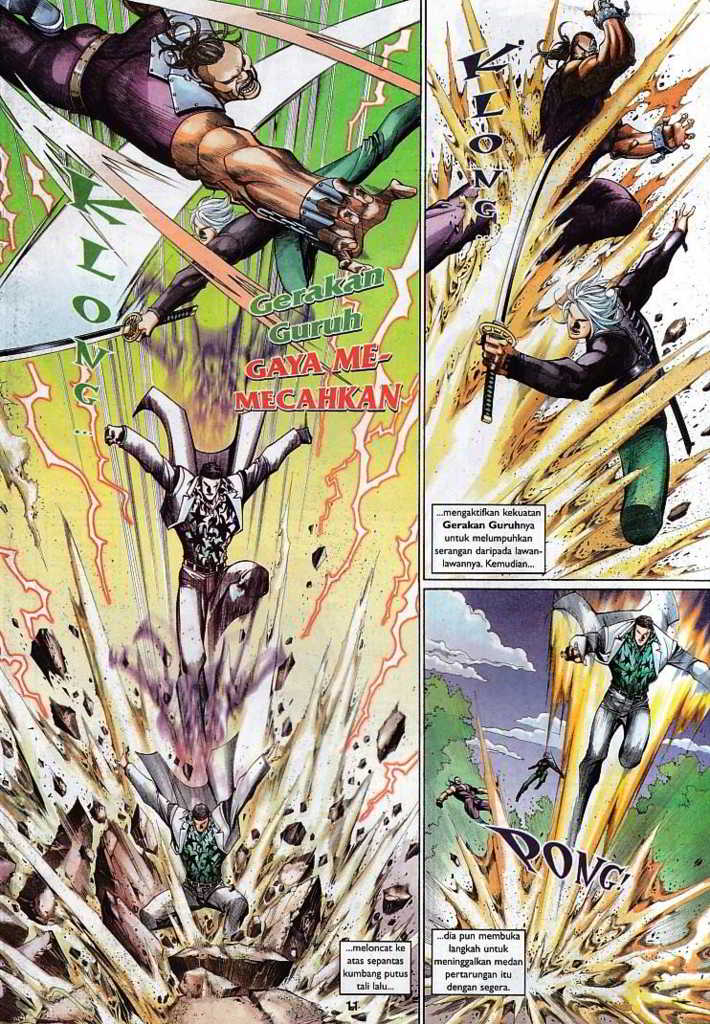 KLONG...
Gerakan
Guruh
GAYA ME-
MECAHKAN
...meloncat ke
atas sepantas
kumbang putus
tali lalu...
KLONG
...mengaktifkan kekuatan
Gerakan Guruhnya
untuk melumpuhkan
serangan daripada lawan-
lawannya. Kemudian...
PONG!
...dia pun membuka
langkah untuk
meninggalkan medan
pertarungan itu
dengan segera.
11